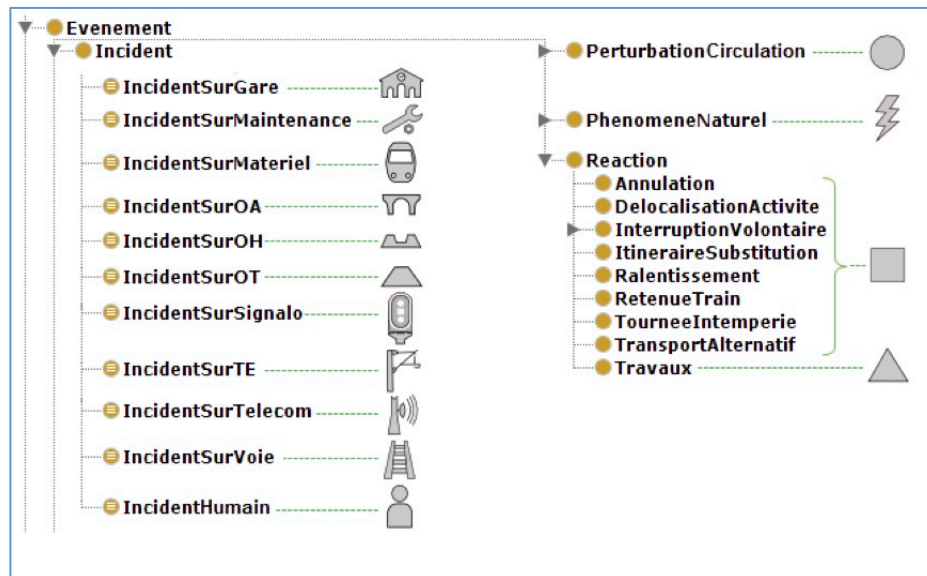 Evenement
Incident
IncidentSurGare
IncidentSurMaintenance
IncidentSurMateriel
IncidentSurOA
IncidentSurOH
IncidentSurOT
IncidentSurSignalo
IncidentSurTE
IncidentSurTelecom
IncidentSurVoie
IncidentHumain
PerturbationCirculation
PhenomeneNaturel
Reaction
Annulation
DelocalisationActivite
InterruptionVolontaire
ItineraireSubstitution
Ralentissement
RetenueTrain
TourneeIntemperie
TransportAlternatif
Travaux